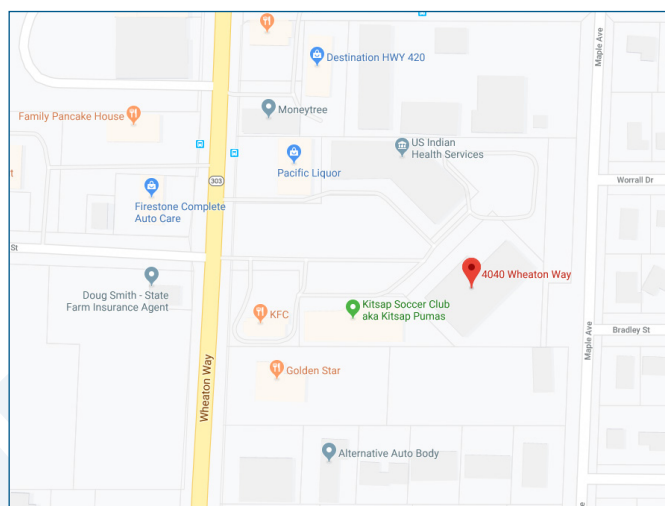 Maple Ave
Destination HWY 420
Family Pancake House
Moneytree
US Indian
Health Services
Pacific Liquor
Worrall Dr
303
Firestone Complete
Auto Care
St
4040 Wheaton Way
Doug Smith - State
Farm Insurance Agent
KFC
Kitsap Soccer Club
aka Kitsap Pumas
Bradley St
Maple Ave
Golden Star
Wheaton Way
Alternative Auto Body